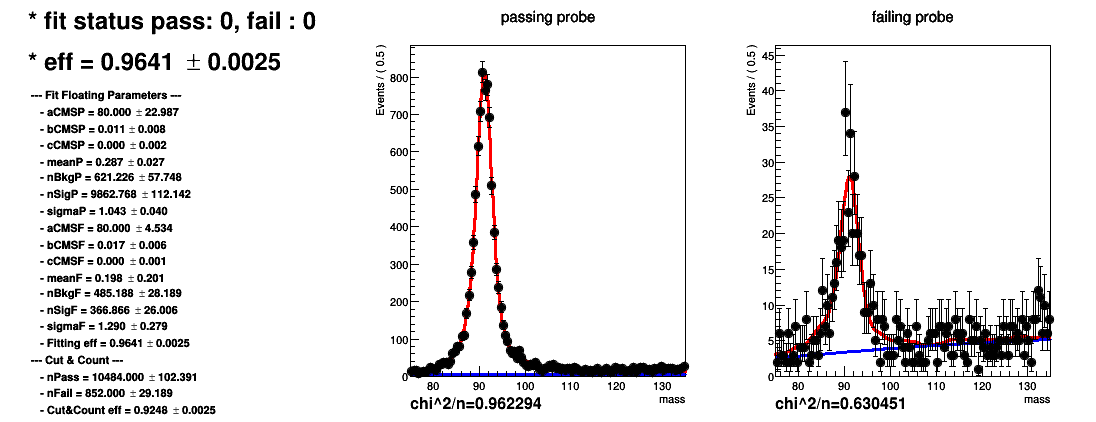 * fit status pass: 0, fail : 0
* eff = 0.9641 ± 0.0025
--- Fit Floating Parameters ---
- aCMSP = 80.000 ± 22.987
- bCMSP = 0.011 ± 0.008
- cCMSP = 0.000 ± 0.002
- meanP = 0.287 ± 0.027
- nBkgP = 621.226 ± 57.748
- nSigP = 9862.768 ± 112.142
- sigmaP = 1.043 ± 0.040
- aCMSF = 80.000 ± 4.534
- bCMSF = 0.017 ± 0.006
- cCMSF = 0.000 ± 0.001
- meanF = 0.198 ± 0.201
- nBkgF = 485.188 ± 28.189
- nSigF = 366.866 ± 26.006
- sigmaF = 1.290 ± 0.279
- Fitting eff = 0.9641 ± 0.0025
--- Cut & Count ---
- nPass = 10484.000 ± 102.391
- nFail = 852.000 ± 29.189
- Cut&Count eff = 0.9248 ± 0.0025
passing probe
Events / ( 0.5 )
800
700
600
500
400
300
200
100
0
80 90 100 110 120 130
mass
chi^2/n=0.962294
failing probe
Events / ( 0.5 )
45
40
35
30
25
20
15
10
5
0
80 90 100 110 120 130
mass
chi^2/n=0.630451